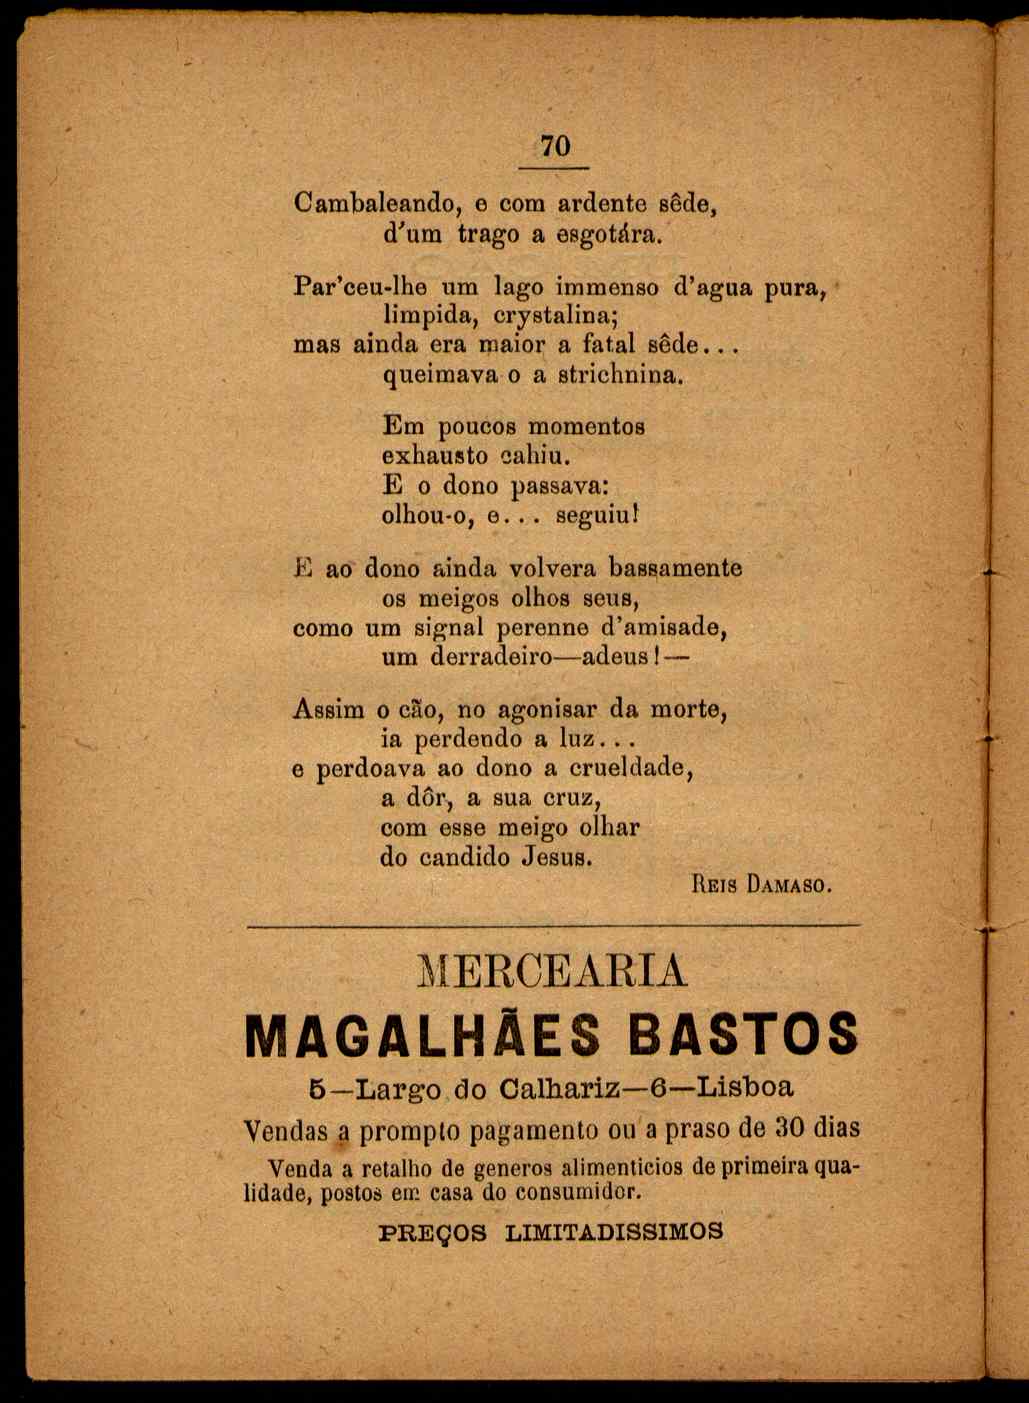 70
Cambaleando, e com ardente sêde,
d'um trago a esgotára.
Par'ceu-lhe um lago immenso d'agua pura,
limpida, crystalina;
mas ainda era maior a fatal sêde...
queimava o a strichnina.
Em poucos momentos
exhausto cahiu.
E o dono passava:
olhou-o, e... seguiu!
E ao dono ainda volvera bassamente
os meigos olhos seus,
como um signal perenne d'amisade,
um derradeiro—adeus!—
Assim o cão, no agonisar da morte,
ia perdendo a luz...
e perdoava ao dono a crueldade,
a dôr, a sua cruz,
com esse meigo olhar
do candido Jesus.
REIS DAMASO.
MERCEARIA
MAGALHÃES BASTOS
5—Largo do Calhariz—6—Lisboa
Vendas a prompto pagamento ou a praso de 30 dias
Venda a retalho de generos alimenticios de primeira qua-
lidade, postos em casa do consumidor.
PREÇOS LIMITADISSIMOS